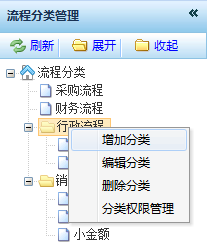 流程分类管理
刷新 展开 收起
流程分类
采购流程
财务流程
行政流程
增加分类
编辑分类
删除分类
分类权限管理
销
小金额